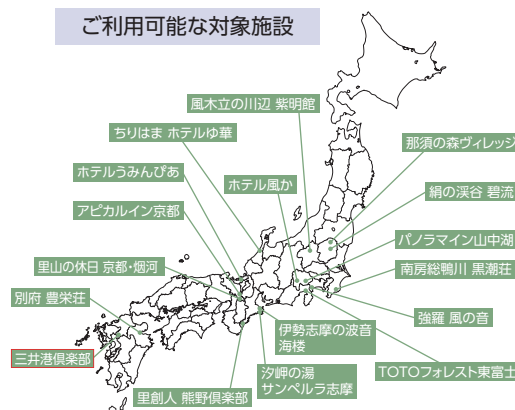 ご利用可能な対象施設
風木立の川辺 紫明館
ちりはま ホテルゆ華
那須の森ヴィレッジ
ホテルうみんぴあ
ホテル風か
絹の渓谷 碧流
アピカルイン京都
パノラマイン山中湖
里山の休日 京都・烟河
南房総鴨川 黒潮荘
別府 豊栄荘
強羅 風の音
伊勢志摩の波音
海楼
三井港倶楽部
汐岬の湯
サンペルラ志摩
TOTOフォレスト東富士
里創人 熊野倶楽部